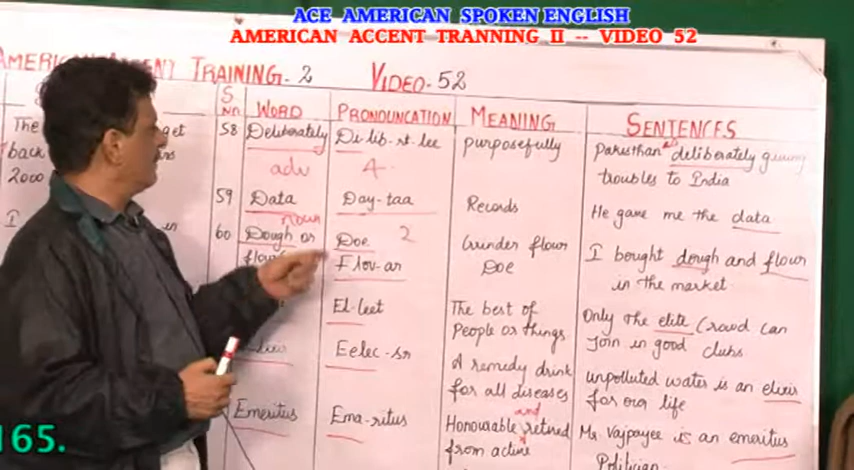 ACE AMERICAN SPOKEN ENGLISH
AMERICAN ACCENT TRANNING II -- VIDEO 52
AMERICAN TRAINING-2 VIDEO-52
S
NO WORD PRONOUNCATION MEANING SENTENCES
58 Deliberately Di-lib-rt-lee purposefully Pakisthan is deliberately giving
troubles to India
adv 4
59 Data Day-taa Records He gave me the data
noun
60 Dough or Doe 2 Grinder flour I bought dough and flour
Flov-ar Doe in the market
El-leet The best of Only the elite Crowd can
People or things join in good clubs
Eelec-sr A remedy drink unpolluted water is an elixir
for all diseases for our life
Emeritus Ema-ritus Honourable and retired Mr Vajpayee is an emeritus
from active Politician
The get
back
2000
I
165.